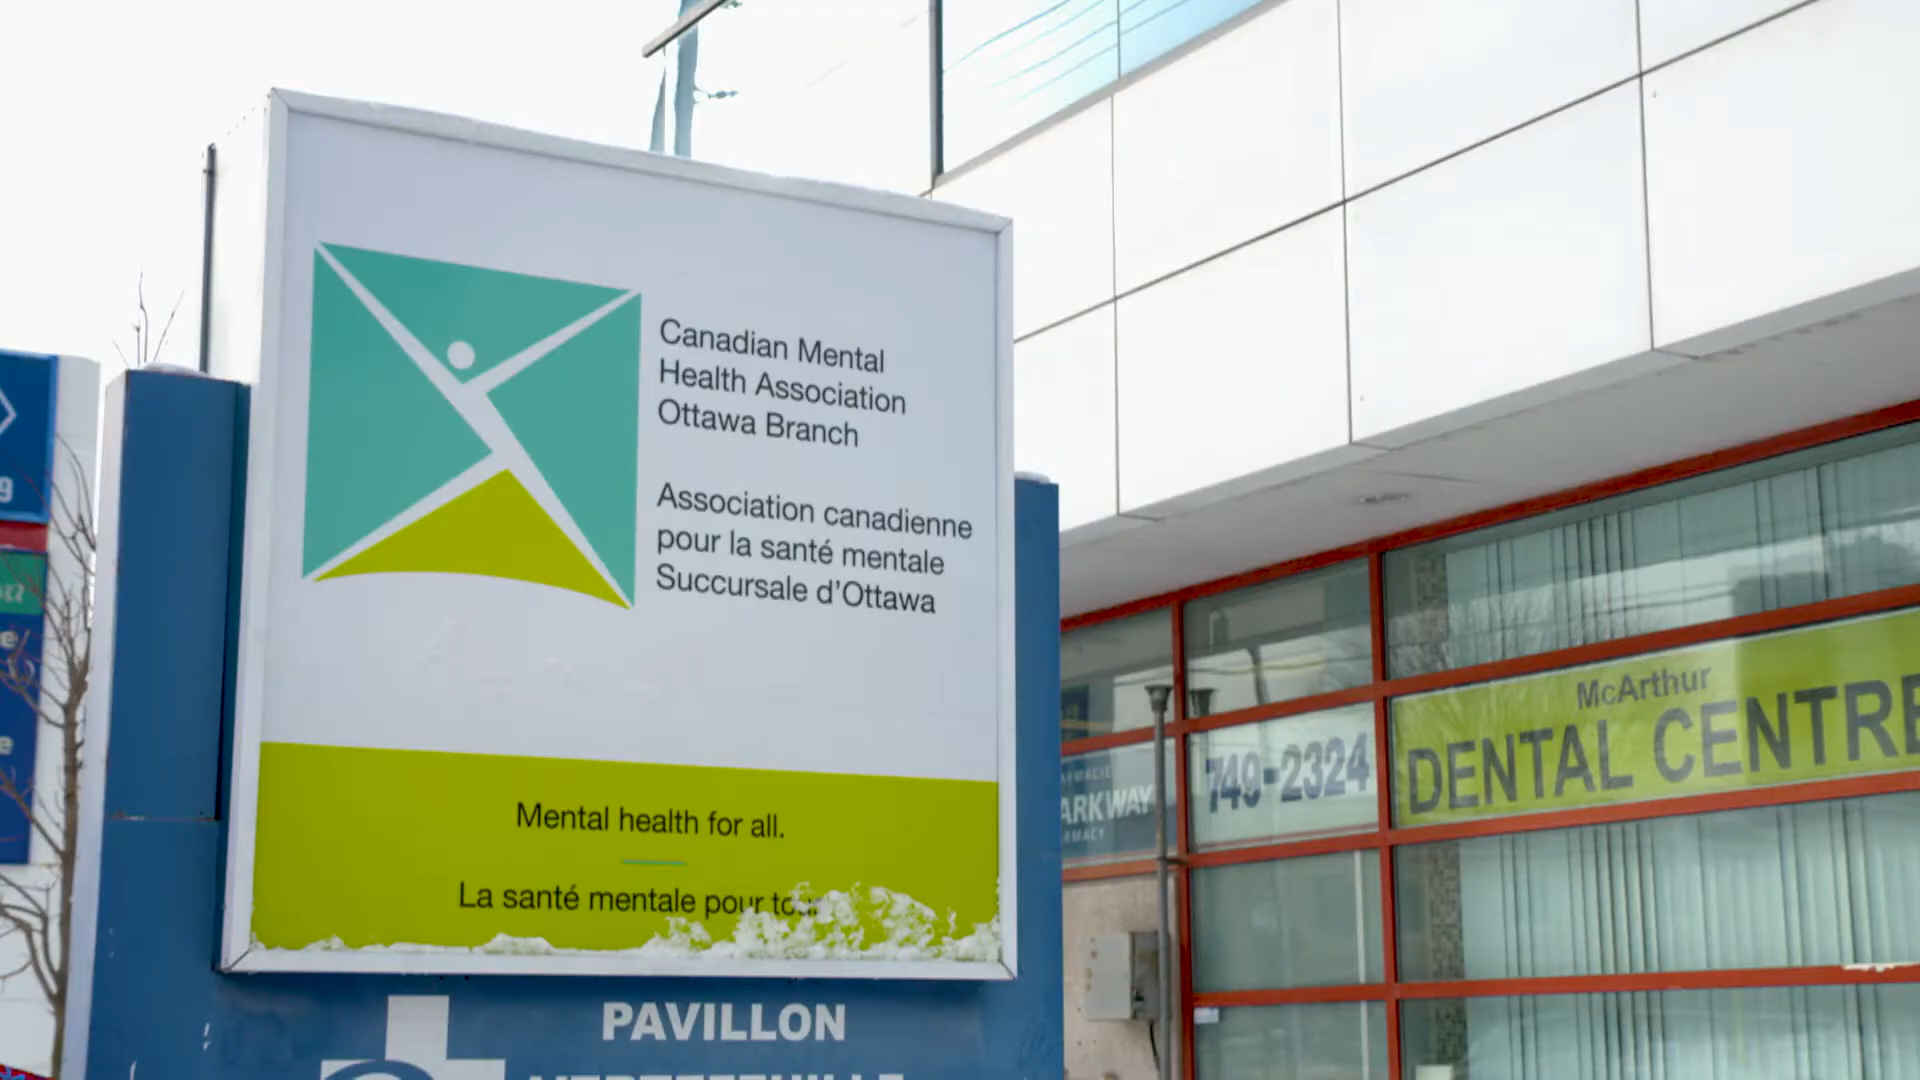 Canadian Mental
Health Association
Ottawa Branch
Association canadienne
pour la santé mentale
Succursale d'Ottawa
Mental health for all.
La santé mentale pour
PAVILLON
McArthur
DENTAL CENTRE
749-2324
ARKWAY